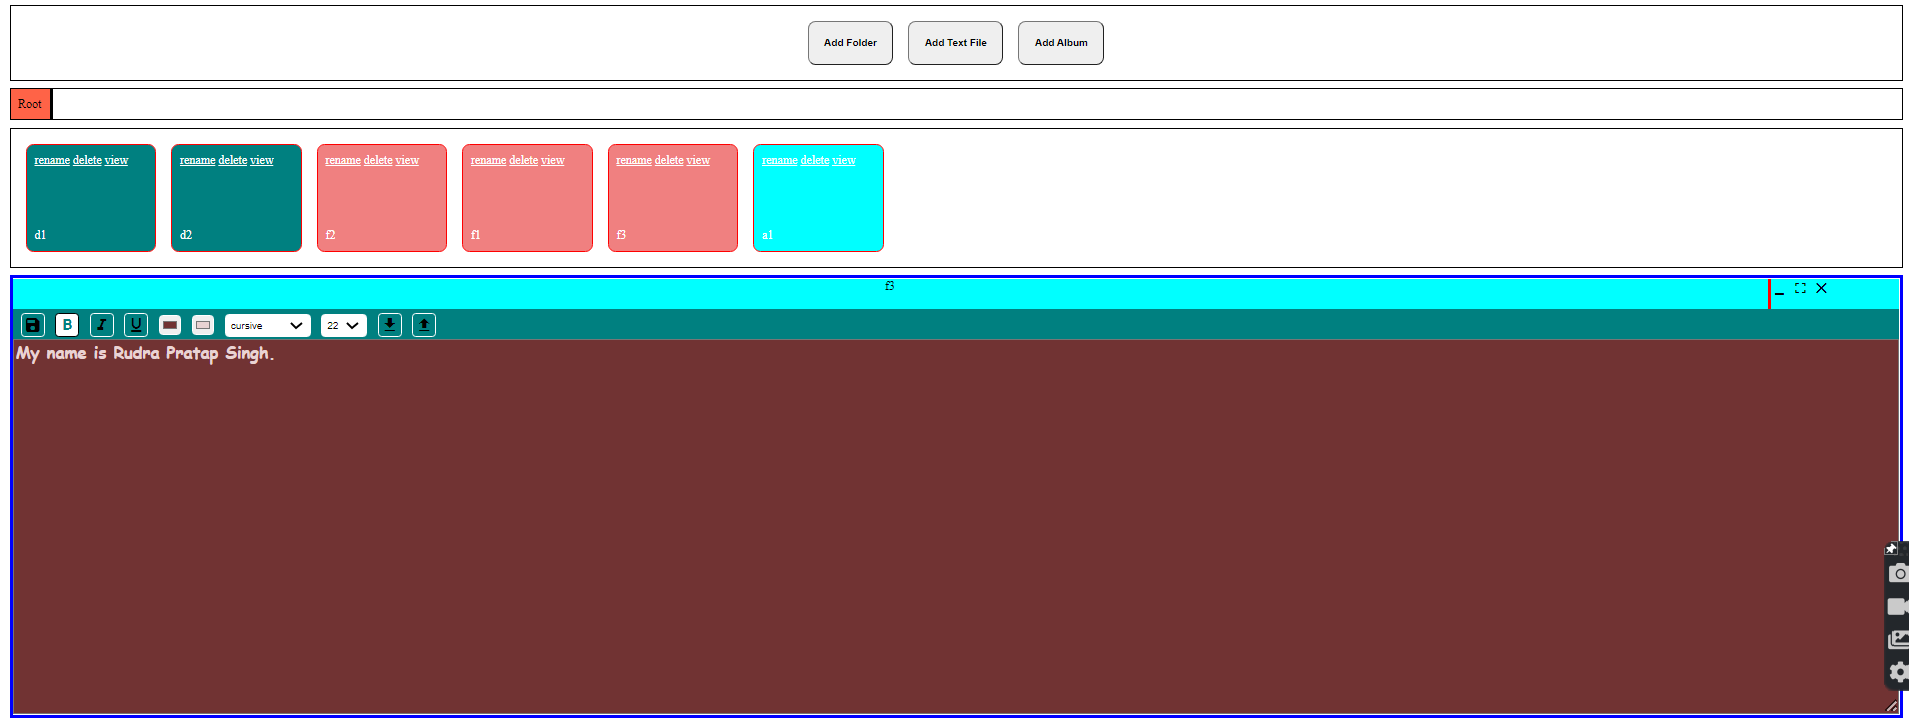 Add Folder Add Text File Add Album
Root
rename delete view rename delete view rename delete view rename delete view rename delete view rename delete view
d1 d2 f2 f1 f3 a1
f3
B I U cursive 22
My name is Rudra Pratap Singh.